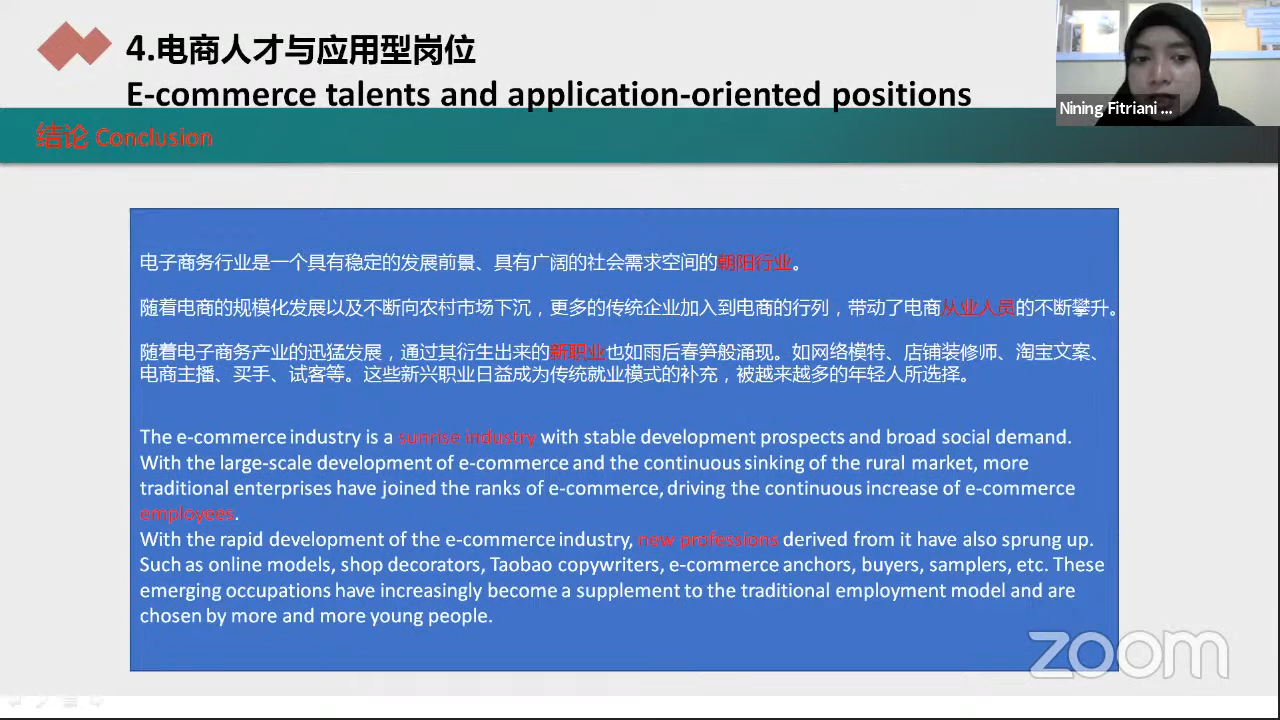 4.电商人才与应用型岗位
E-commerce talents and application-oriented positions
Nining Fitriani ...
结论 Conclusion
电子商务行业是一个具有稳定的发展前景、具有广阔的社会需求空间的朝阳行业。
随着电商的规模化发展以及不断向农村市场下沉，更多的传统企业加入到电商的行列，带动了电商从业人员的不断攀升。
随着电子商务产业的迅猛发展，通过其衍生出来的新职业也如雨后春笋般涌现。如网络模特、店铺装修师、淘宝文案、
电商主播、买手、试客等。这些新兴职业日益成为传统就业模式的补充，被越来越多的年轻人所选择。
The e-commerce industry is a sunrise industry with stable development prospects and broad social demand.
With the large-scale development of e-commerce and the continuous sinking of the rural market, more
traditional enterprises have joined the ranks of e-commerce, driving the continuous increase of e-commerce
employees.
With the rapid development of the e-commerce industry, new professions derived from it have also sprung up.
Such as online models, shop decorators, Taobao copywriters, e-commerce anchors, buyers, samplers, etc. These
emerging occupations have increasingly become a supplement to the traditional employment model and are
chosen by more and more young people.
zoom